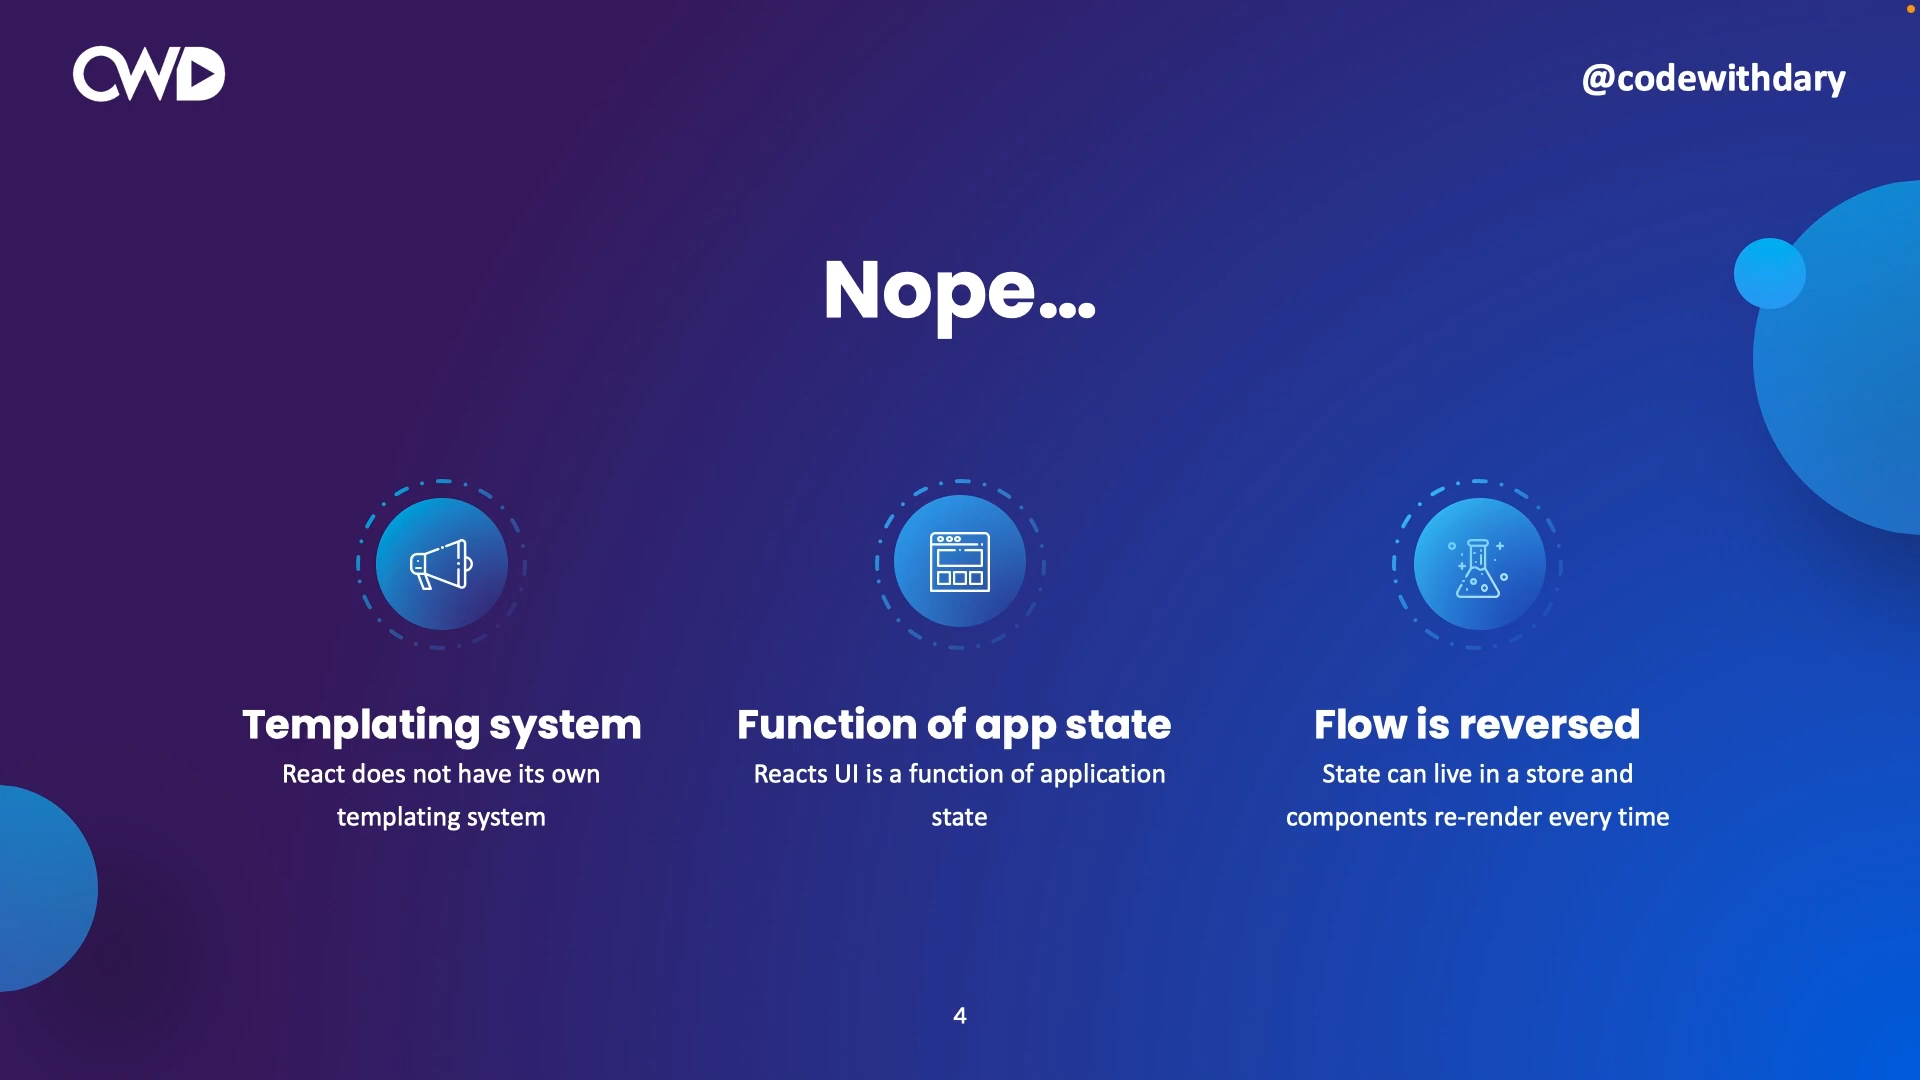 CWD
@codewithdary
Nope...
Templating system
React does not have its own
templating system
Function of app state
Reacts UI is a function of application
state
Flow is reversed
State can live in a store and
components re-render every time
4